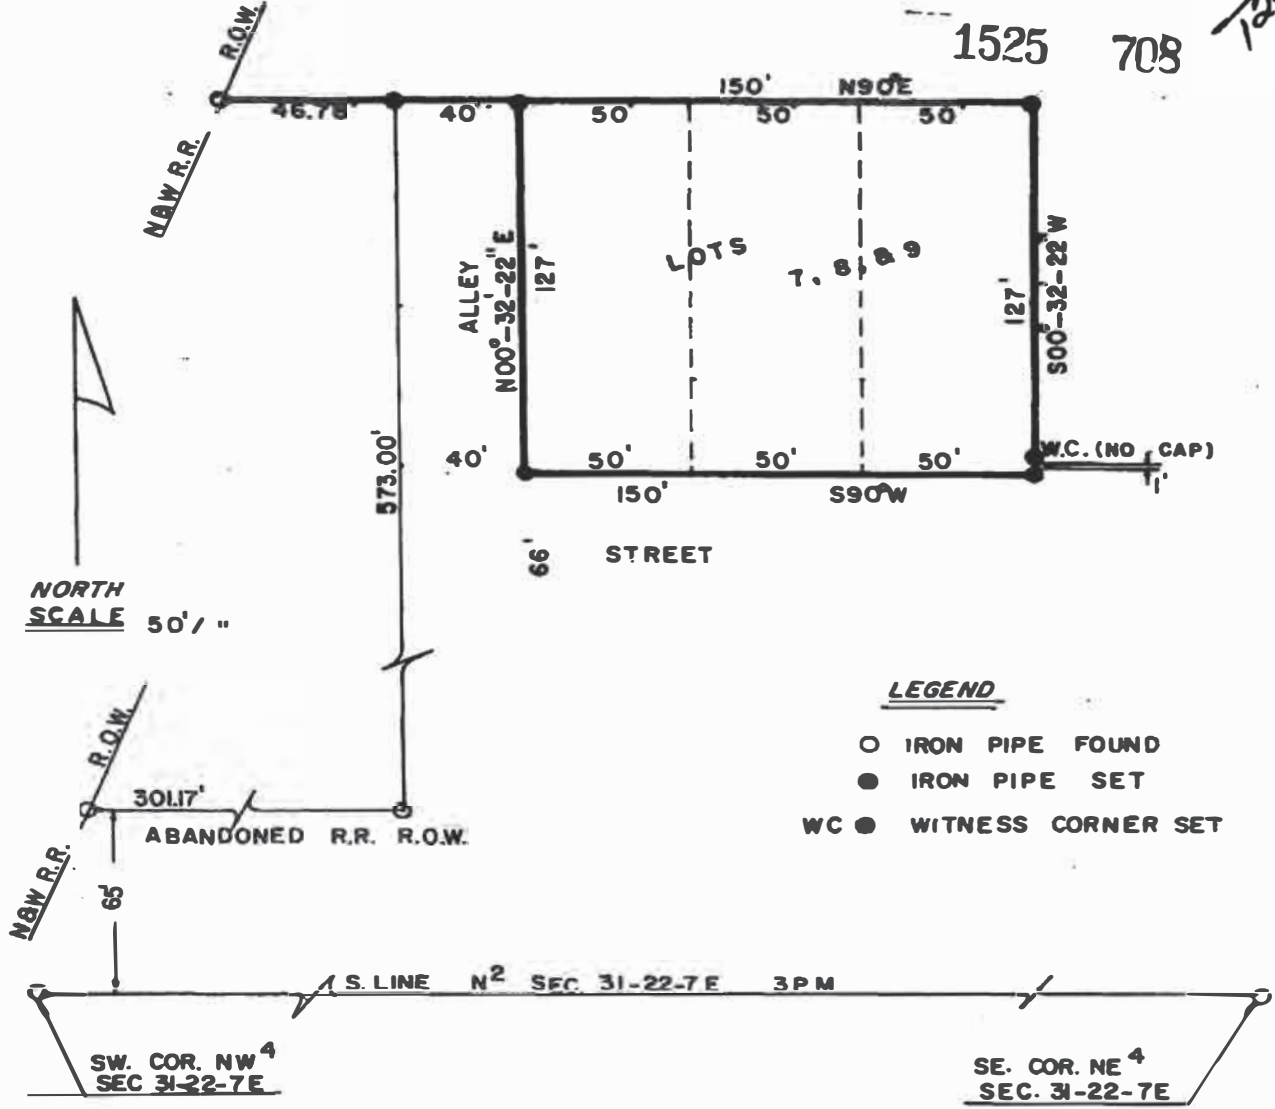 1525 708
R.O.W.
150' N90°E
46.78' 40' 50' 50' 50'
N&W R.R.
LOTS 7, 8, & 9
ALLEY
N00°-32'-22"E
127'
127'
S00°-32'-22"W
573.00'
40' 50' 50' 50'
W.C. (NO CAP)
1'
150' S90°W
66' STREET
NORTH
SCALE 50'/"
LEGEND
O IRON PIPE FOUND
● IRON PIPE SET
WC ● WITNESS CORNER SET
R.O.W.
301.17'
ABANDONED R.R. R.O.W.
N&W R.R.
65'
S. LINE N² SEC. 31-22-7E 3PM
SW. COR. NW⁴
SEC 31-22-7E
SE. COR. NE⁴
SEC. 31-22-7E